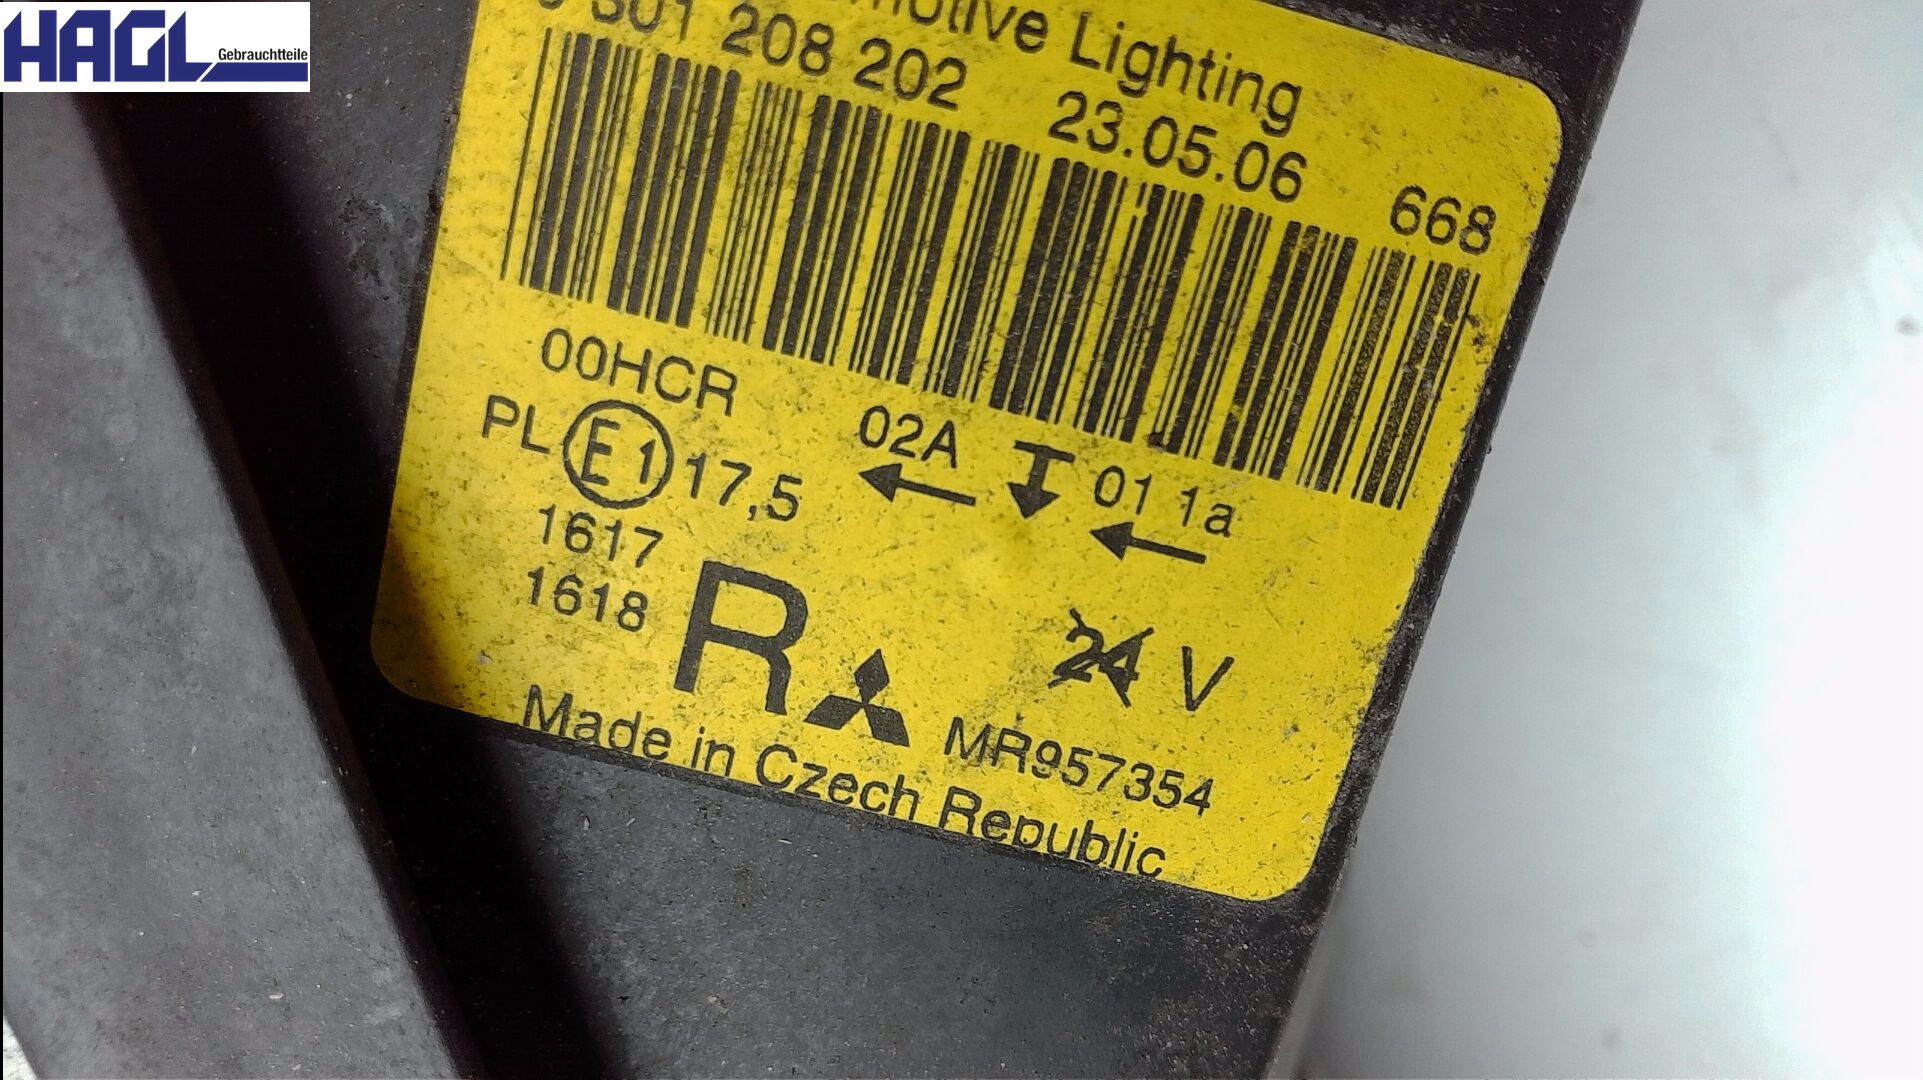 HAGL Gebrauchtteile
Lighting
301 208 202 23.05.06 668
00HCR 02A 01 1a
PL E1 17,5
1617
1618
R 24 V
MR957354
Made in Czech Republic